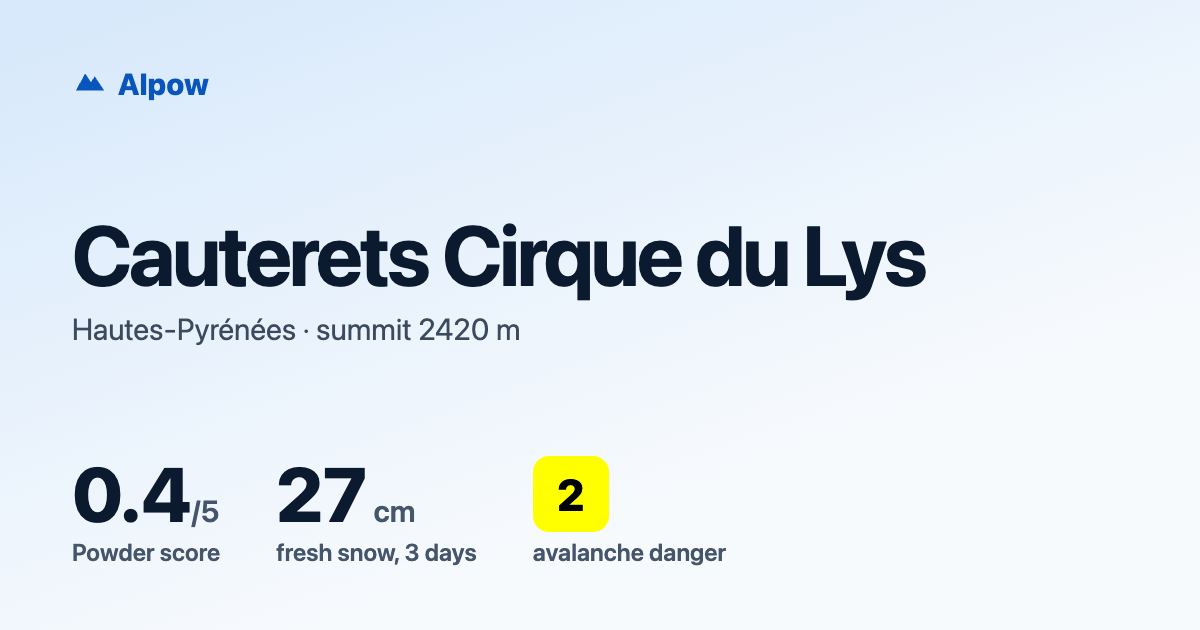 Alpow
Cauterets Cirque du Lys
Hautes-Pyrénées · summit 2420 m
0.4/5
Powder score
27 cm
fresh snow, 3 days
2
avalanche danger